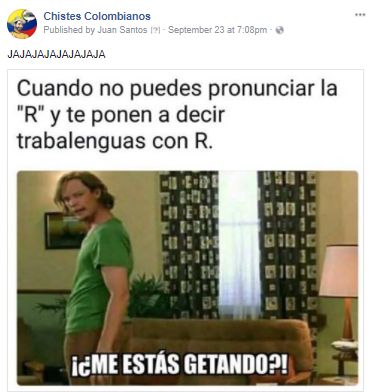 Chistes Colombianos
Published by Juan Santos [?] · September 23 at 7:08pm ·
JAJAJAJAJAJAJAJA
Cuando no puedes pronunciar la
"R" y te ponen a decir
trabalenguas con R.
¡¿ME ESTÁS GETANDO?!